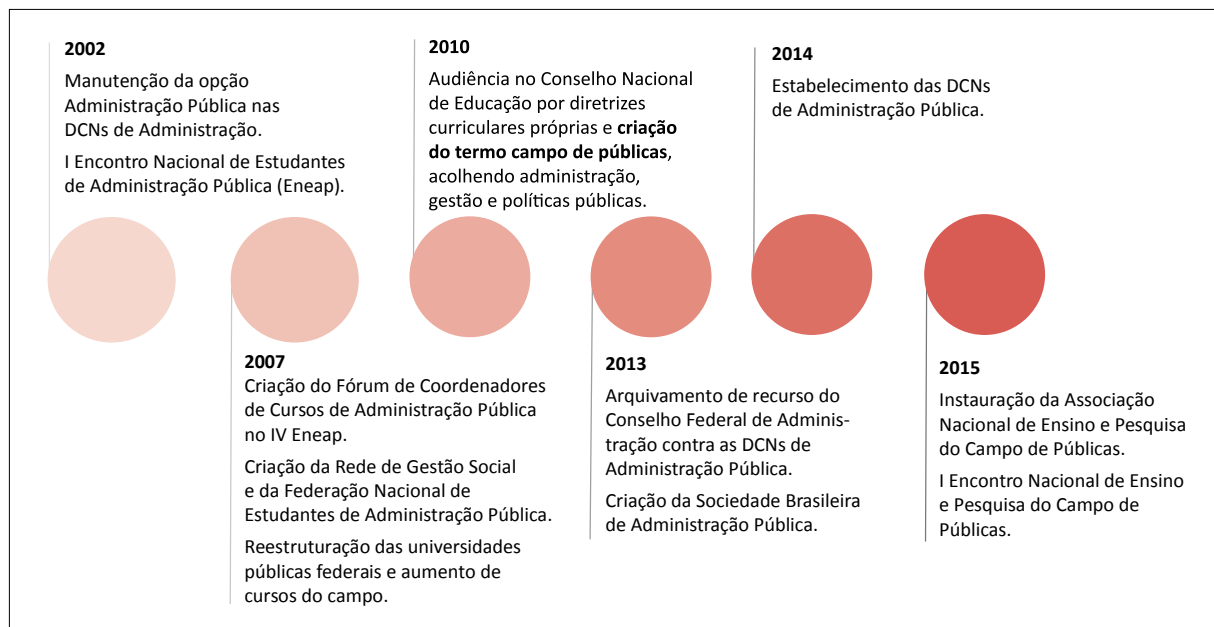 2002
Manutenção da opção
Administração Pública nas
DCNs de Administração.
I Encontro Nacional de Estudantes
de Administração Pública (Eneap).
2007
Criação do Fórum de Coordenadores
de Cursos de Administração Pública
no IV Eneap.
Criação da Rede de Gestão Social
e da Federação Nacional de
Estudantes de Administração Pública.
Reestruturação das universidades
públicas federais e aumento de
cursos do campo.
2010
Audiência no Conselho Nacional
de Educação por diretrizes
curriculares próprias e criação
do termo campo de públicas,
acolhendo administração,
gestão e políticas públicas.
2013
Arquivamento de recurso do
Conselho Federal de Adminis-
tração contra as DCNs de
Administração Pública.
Criação da Sociedade Brasileira
de Administração Pública.
2014
Estabelecimento das DCNs
de Administração Pública.
2015
Instauração da Associação
Nacional de Ensino e Pesquisa
do Campo de Públicas.
I Encontro Nacional de Ensino
e Pesquisa do Campo de
Públicas.